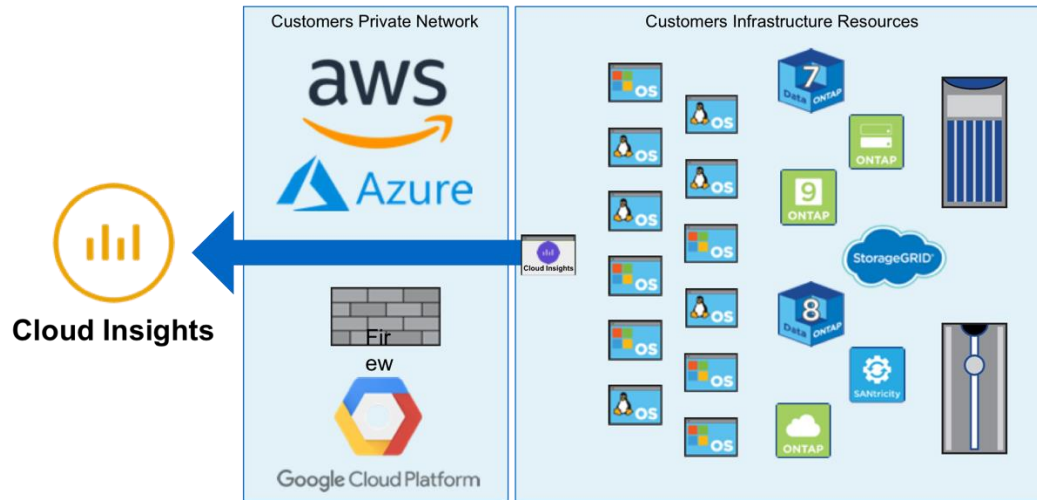 Customers Private Network
Customers Infrastructure Resources
aws
Azure
Cloud Insights
Cloud Insights
Fir
ew
Google Cloud Platform
OS
OS
OS
OS
OS
OS
OS
OS
OS
OS
OS
OS
OS
7
Data ONTAP
ONTAP
9
ONTAP
StorageGRID
8
Data ONTAP
SANtricity
ONTAP